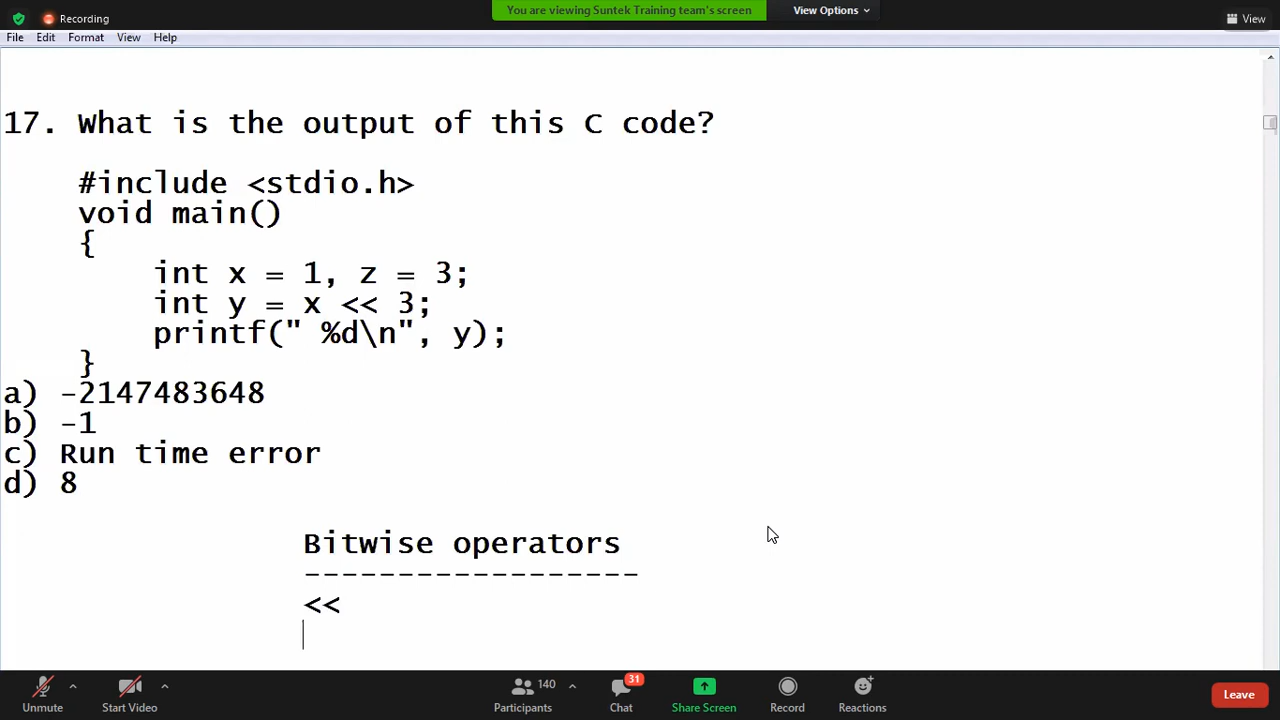 You are viewing Suntek Training team's screen
View Options
Recording
View
File Edit Format View Help
17. What is the output of this C code?
#include <stdio.h>
void main()
{
int x = 1, z = 3;
int y = x << 3;
printf(" %d\n", y);
}
a) -2147483648
b) -1
c) Run time error
d) 8
Bitwise operators
------------------
<<
140
31
Unmute Start Video Participants Chat Share Screen Record Reactions Leave